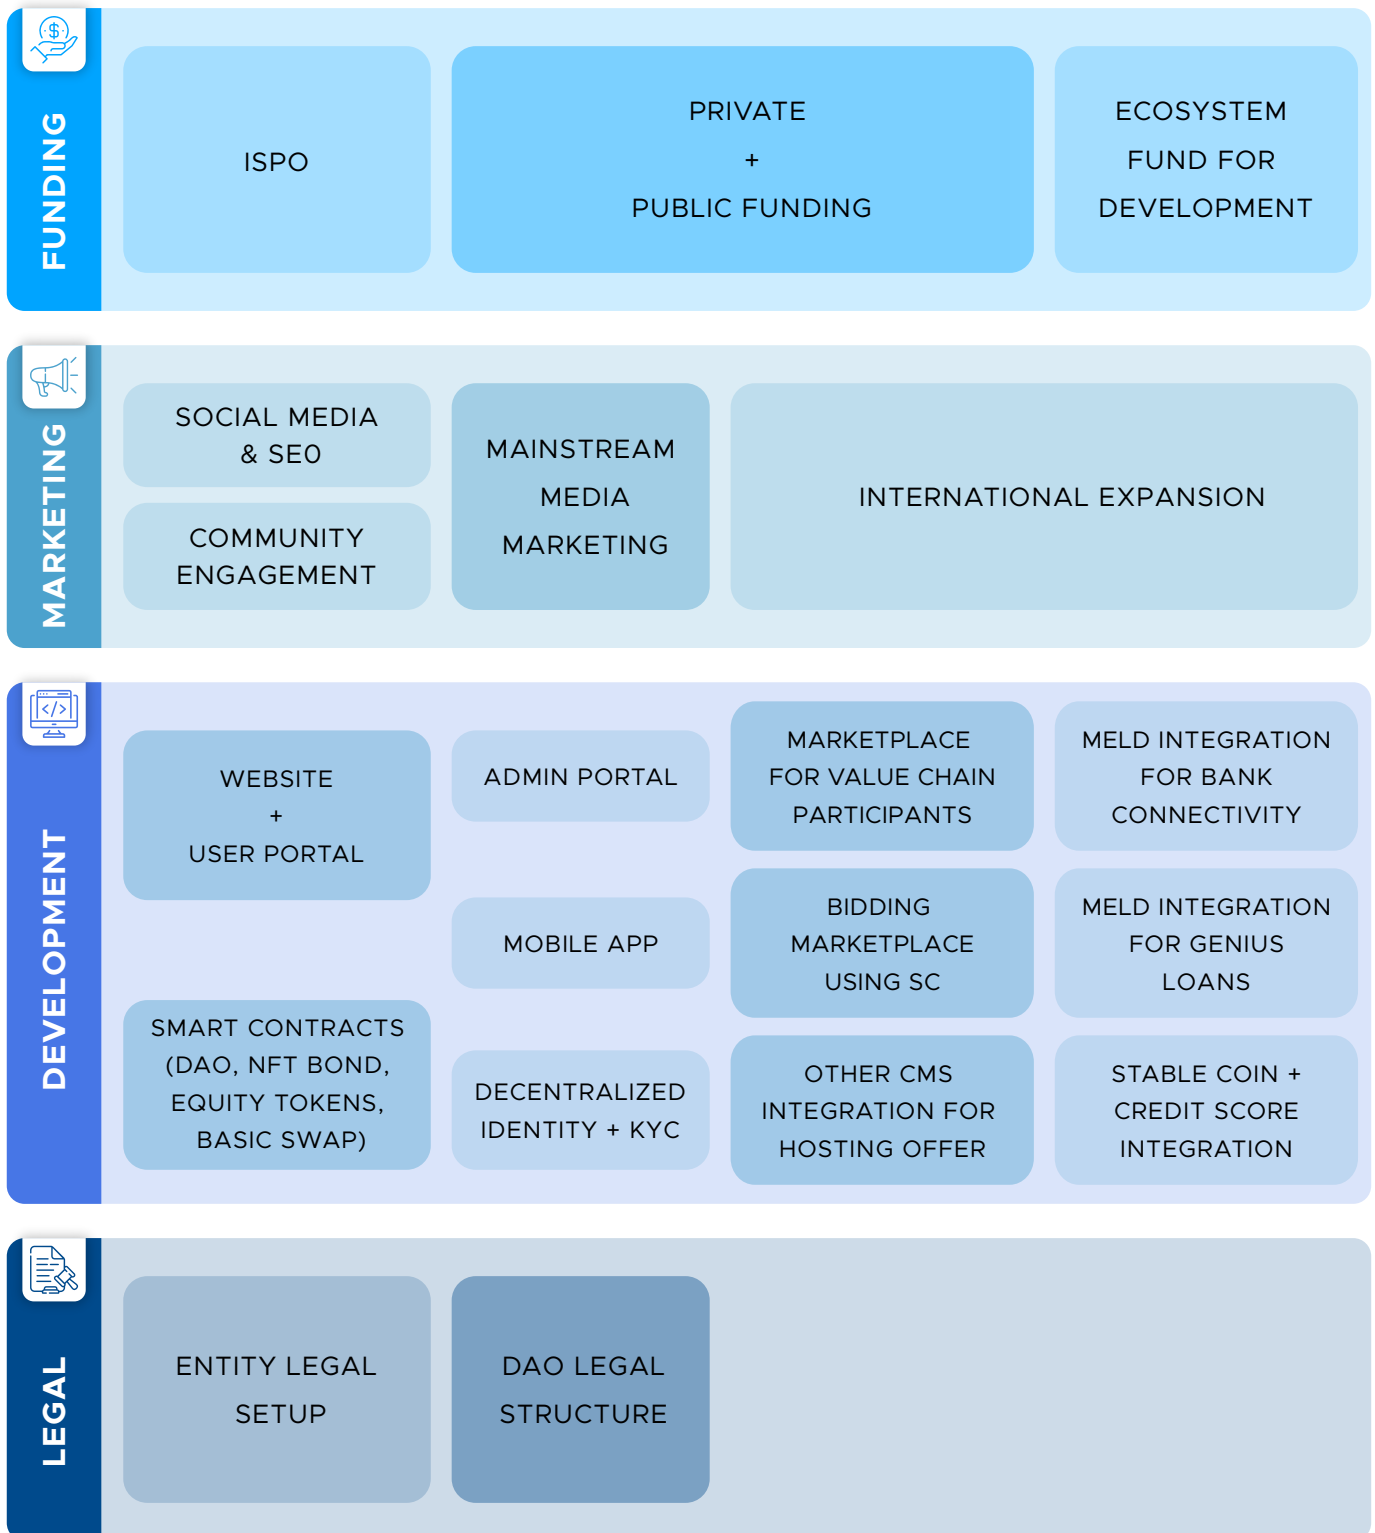 FUNDING
ISPO
PRIVATE
+
PUBLIC FUNDING
ECOSYSTEM
FUND FOR
DEVELOPMENT
MARKETING
SOCIAL MEDIA
& SEO
COMMUNITY
ENGAGEMENT
MAINSTREAM
MEDIA
MARKETING
INTERNATIONAL EXPANSION
DEVELOPMENT
WEBSITE
+
USER PORTAL
SMART CONTRACTS
(DAO, NFT BOND,
EQUITY TOKENS,
BASIC SWAP)
ADMIN PORTAL
MOBILE APP
DECENTRALIZED
IDENTITY + KYC
MARKETPLACE
FOR VALUE CHAIN
PARTICIPANTS
BIDDING
MARKETPLACE
USING SC
OTHER CMS
INTEGRATION FOR
HOSTING OFFER
MELD INTEGRATION
FOR BANK
CONNECTIVITY
MELD INTEGRATION
FOR GENIUS
LOANS
STABLE COIN +
CREDIT SCORE
INTEGRATION
LEGAL
ENTITY LEGAL
SETUP
DAO LEGAL
STRUCTURE